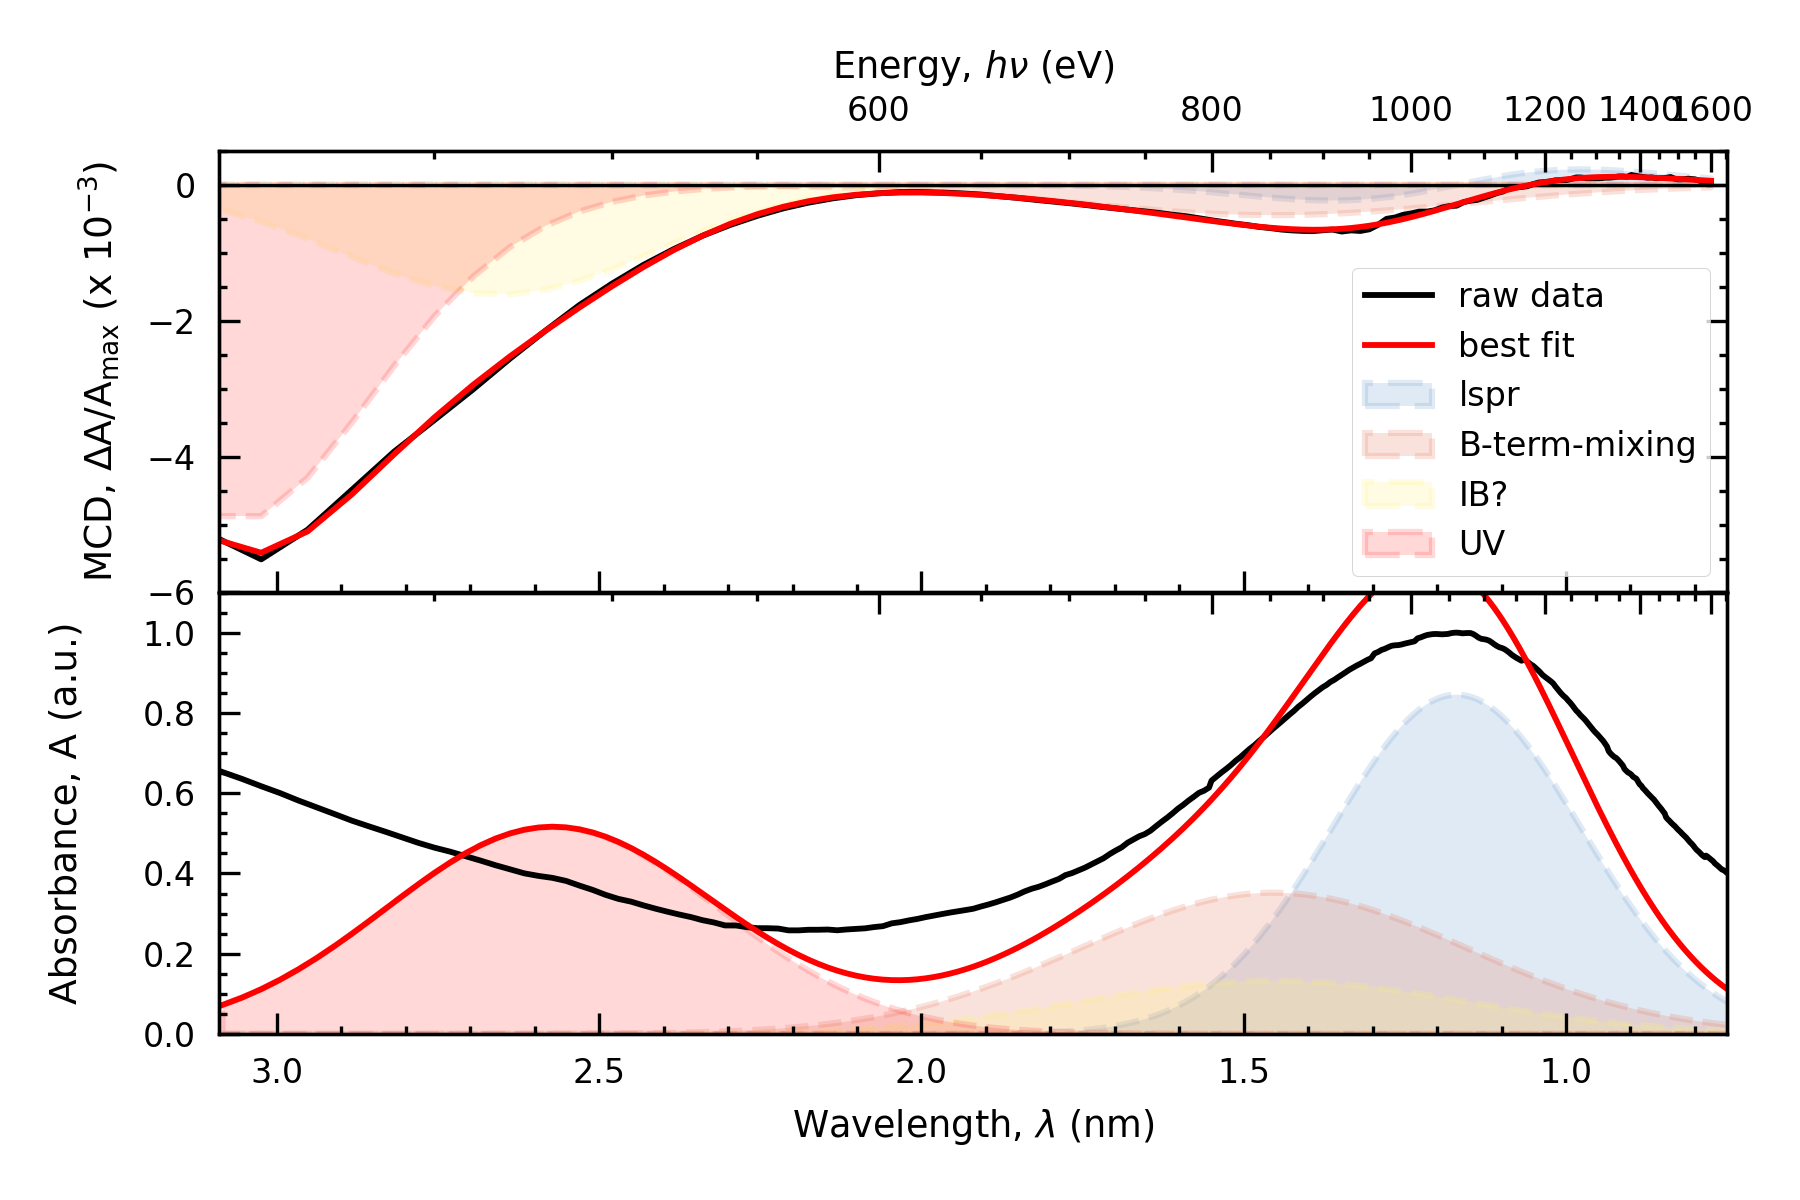 Energy, hν (eV)
600 800 1000 1200 1400 1600
MCD, ΔA/Amax (x 10⁻³)
0
−2
−4
−6
raw data
best fit
lspr
B-term-mixing
IB?
UV
Absorbance, A (a.u.)
1.0
0.8
0.6
0.4
0.2
0.0
3.0 2.5 2.0 1.5 1.0
Wavelength, λ (nm)